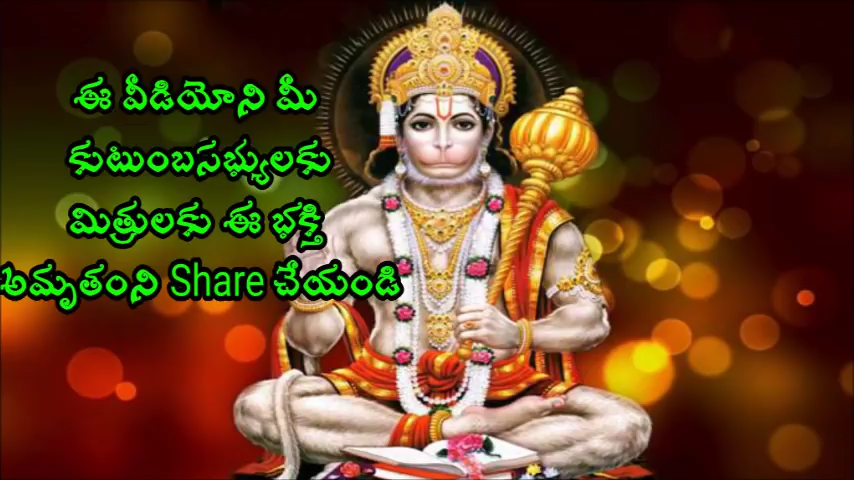 ఈ వీడియోని మీ
కుటుంబసభ్యులకు
మిత్రులకు ఈ భక్తి
అమృతంని Share చేయండి